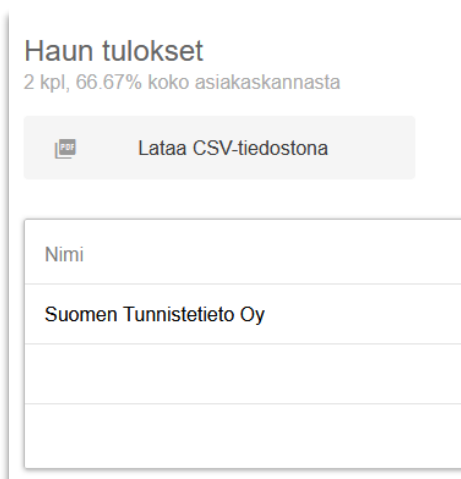 Haun tulokset
2 kpl, 66.67% koko asiakaskannasta
PDF
Lataa CSV-tiedostona
Nimi
Suomen Tunnistetieto Oy